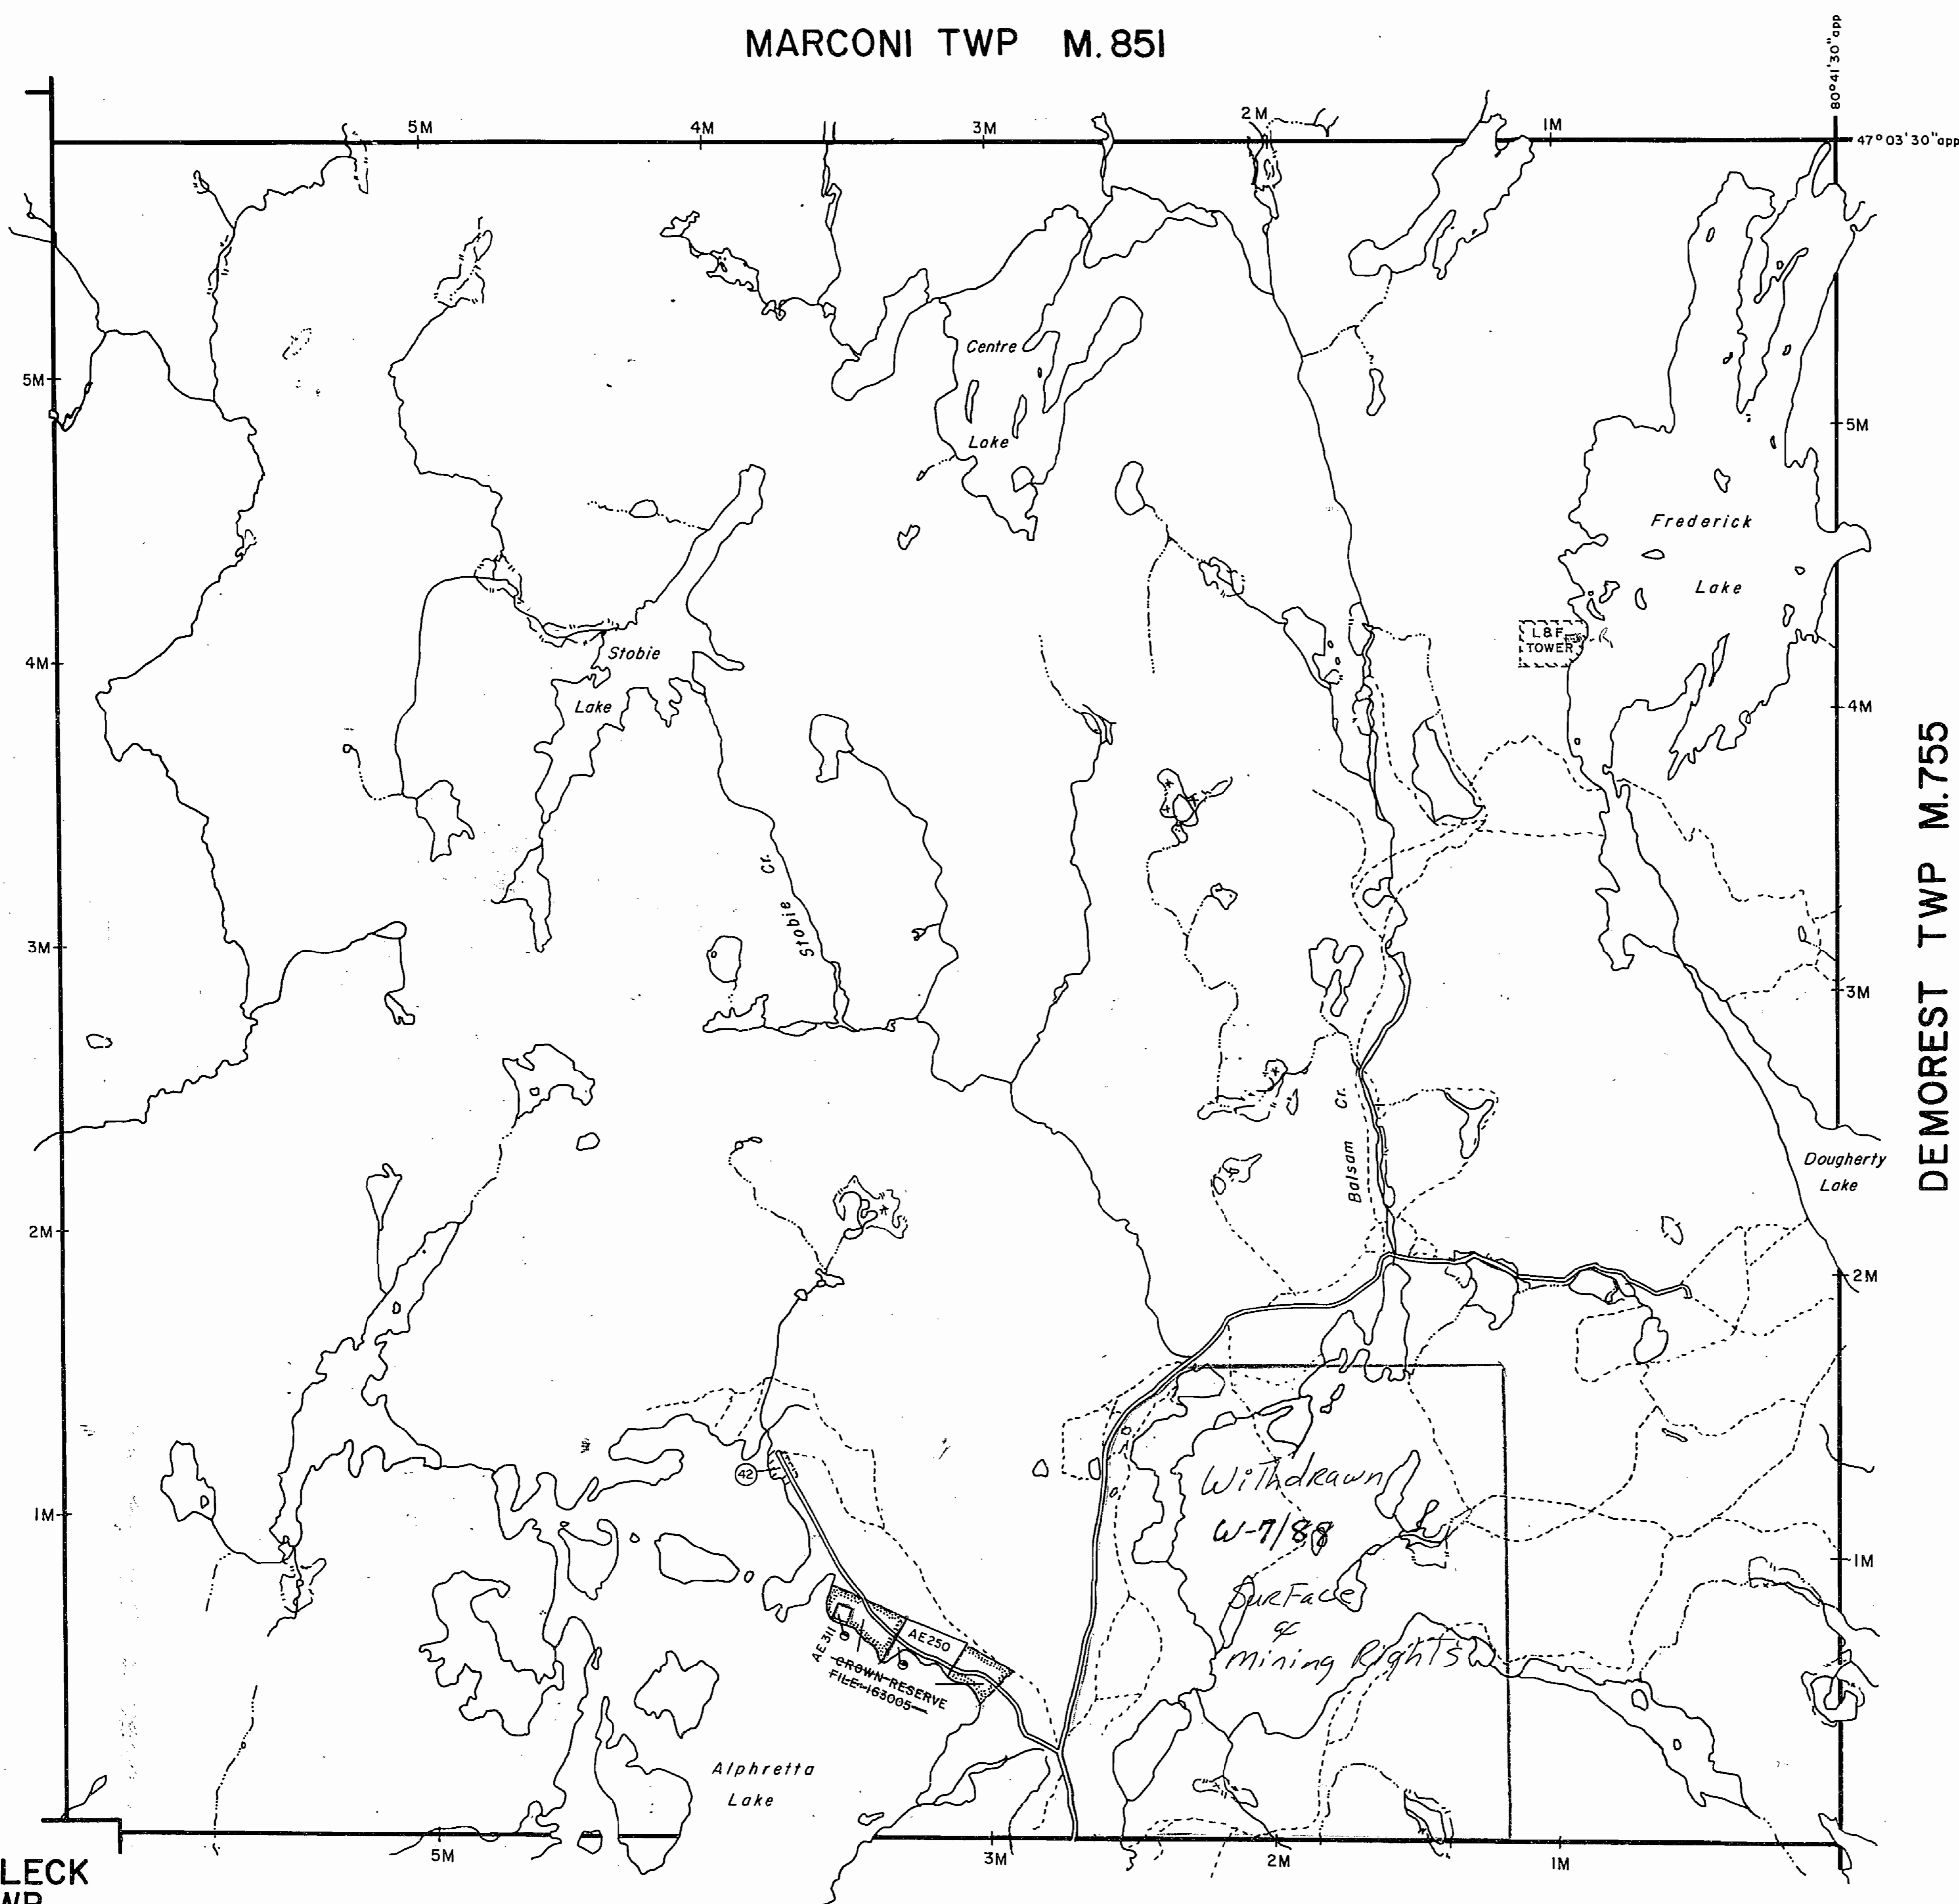 MARCONI TWP M.851
80°41'30"app
5M
4M
3M
2M
1M
47°03'30"app
Centre
5M
Lake
5M
Frederick
Lake
L&F
TOWER
R
Stobie
4M
Lake
4M
DEMOREST TWP M.755
Stobie Cr.
3M
3M
Balsam Cr.
Dougherty
Lake
2M
2M
42
Withdrawn
1M
W-7/88
1M
Surface
&
Mining Rights
AE250
AE311
CROWN RESERVE
FILE: 163005
Alphretta
Lake
5M
3M
2M
1M
LECK
WP